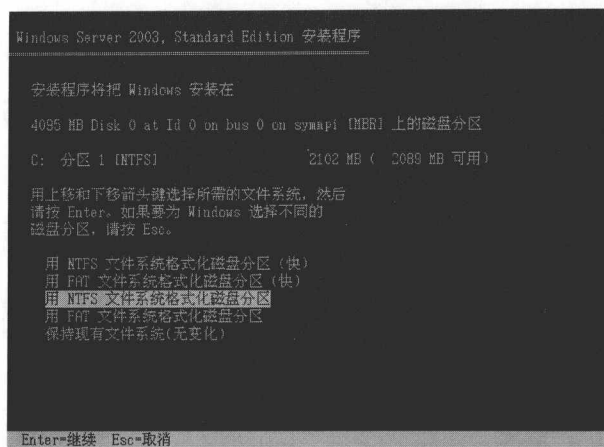 Windows Server 2003, Standard Edition 安装程序
安装程序将把 Windows 安装在
4095 MB Disk 0 at Id 0 on bus 0 on symmpi [MBR] 上的磁盘分区
C: 分区 1 [NTFS] 2102 MB ( 2089 MB 可用)
用上移和下移箭头键选择所需的文件系统，然后
请按 Enter。如果要为 Windows 选择不同的
磁盘分区，请按 Esc。
用 NTFS 文件系统格式化磁盘分区(快)
用 FAT 文件系统格式化磁盘分区(快)
用 NTFS 文件系统格式化磁盘分区
用 FAT 文件系统格式化磁盘分区
保持现有文件系统(无变化)
Enter=继续 Esc=取消